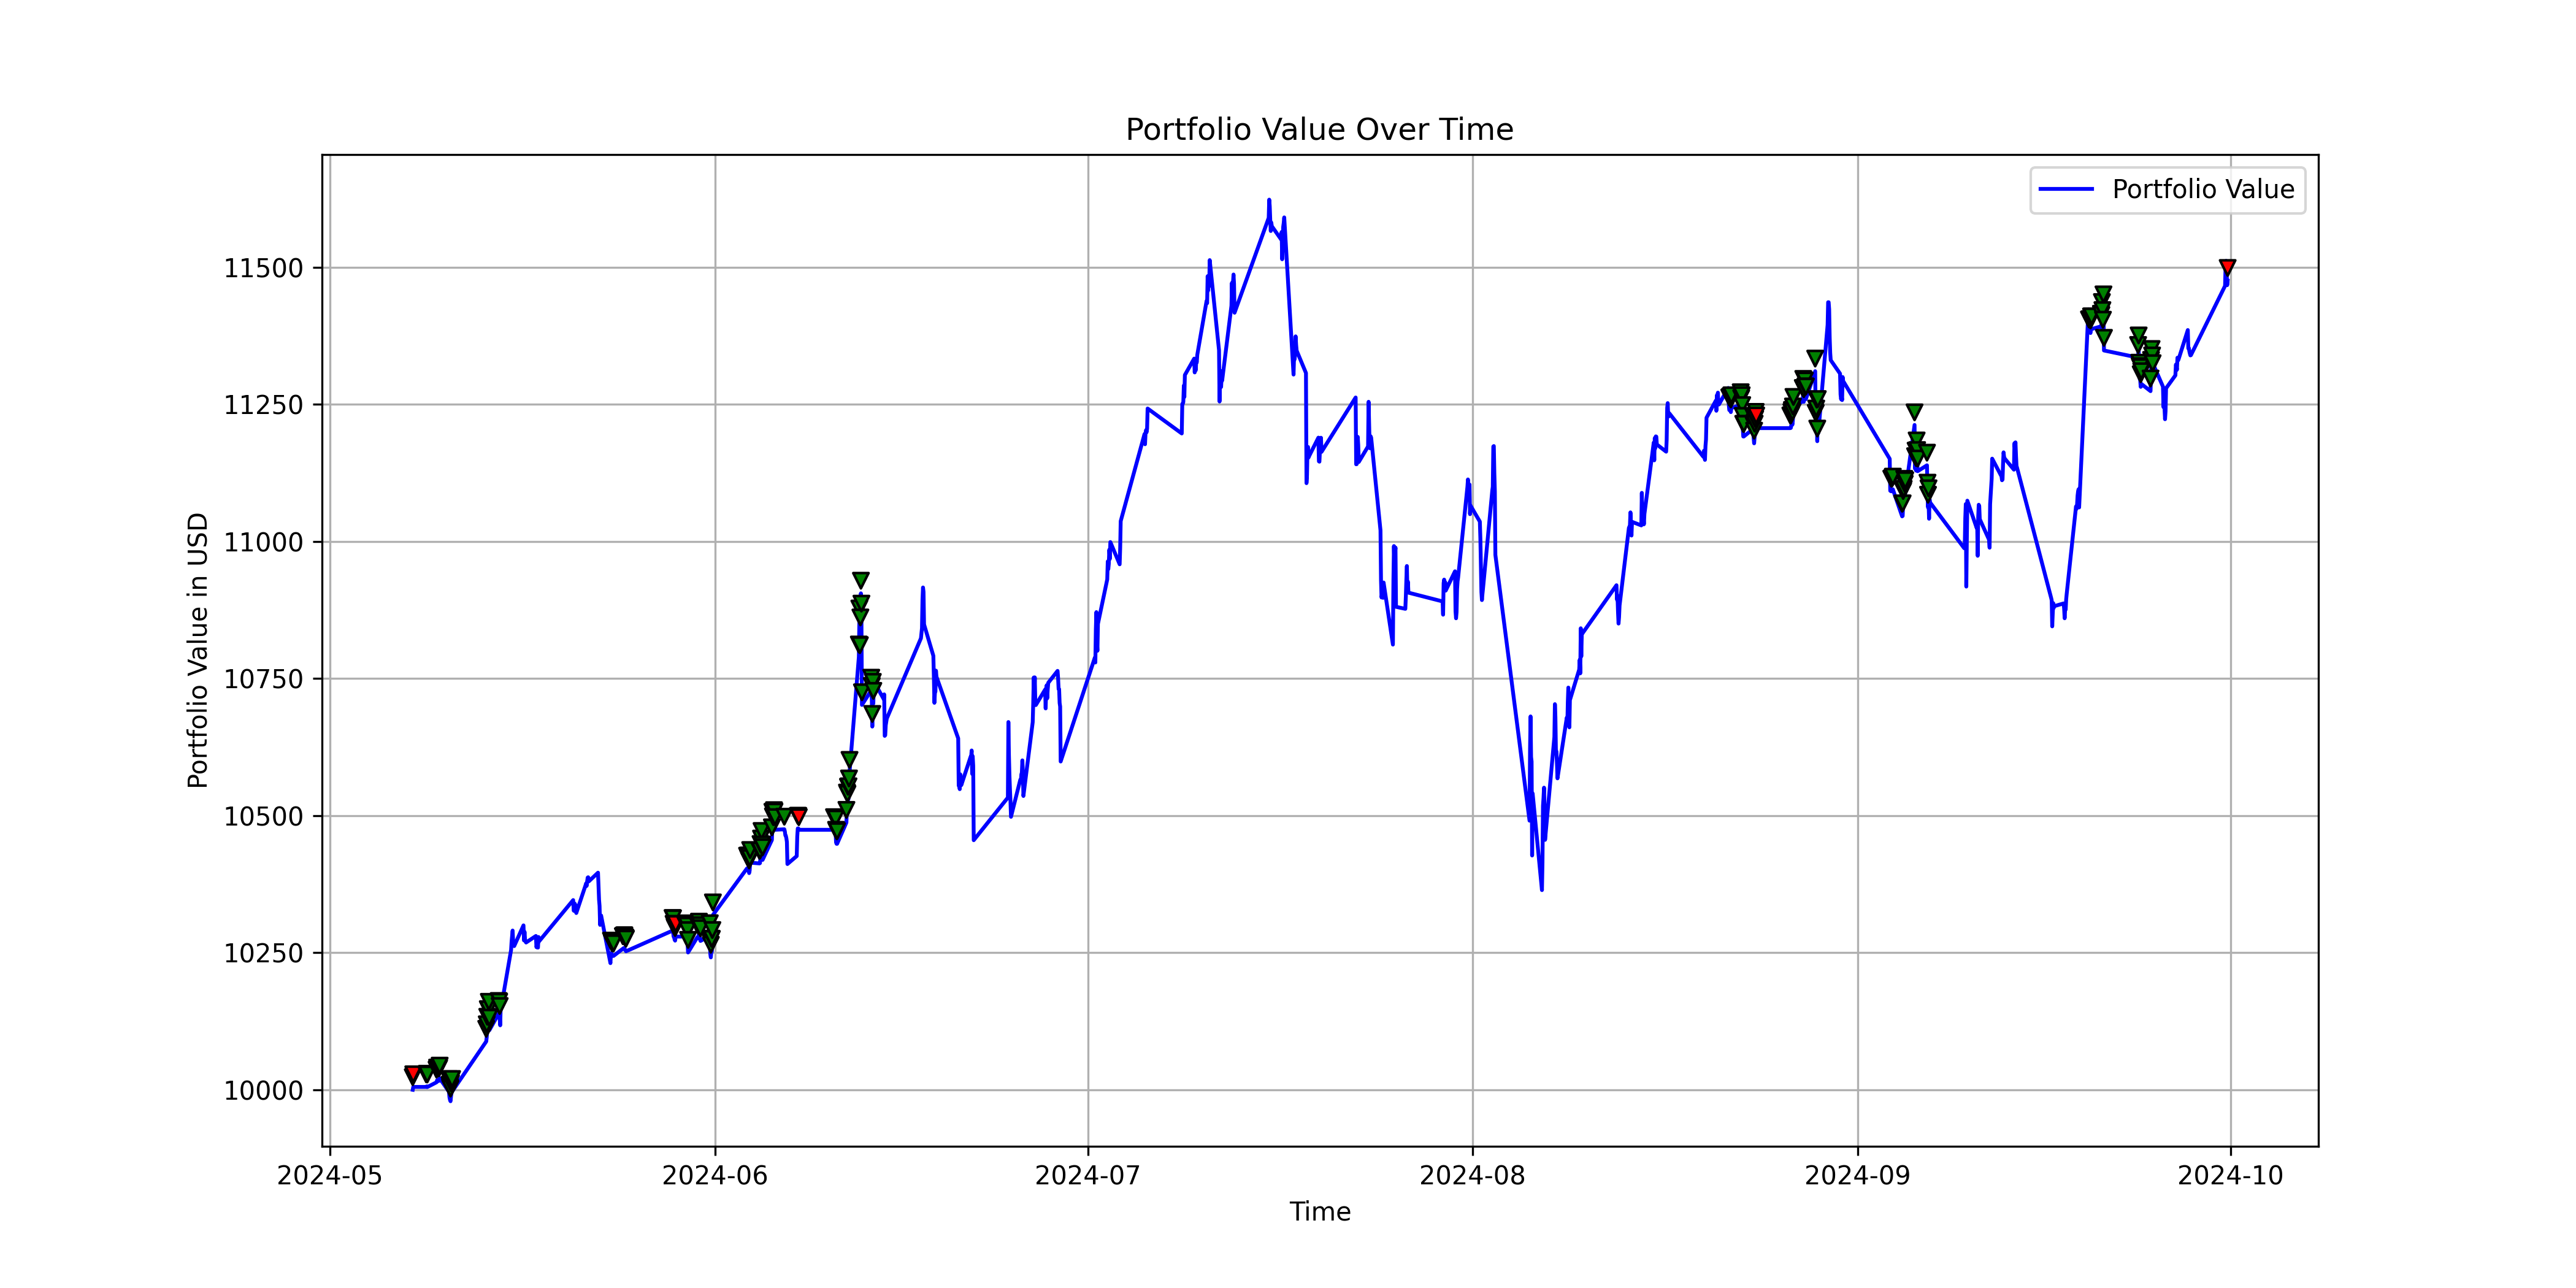 Portfolio Value Over Time
Portfolio Value
11500
11250
11000
10750
10500
10250
10000
Portfolio Value in USD
2024-05 2024-06 2024-07 2024-08 2024-09 2024-10
Time